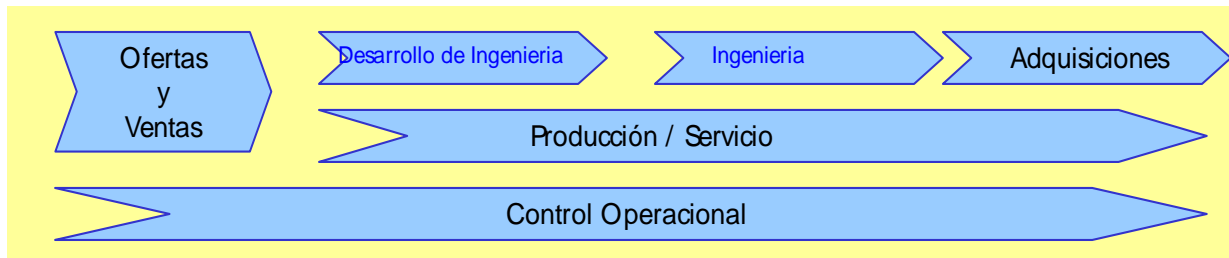 Ofertas
y
Ventas
Desarrollo de Ingenieria
Ingenieria
Adquisiciones
Producción / Servicio
Control Operacional